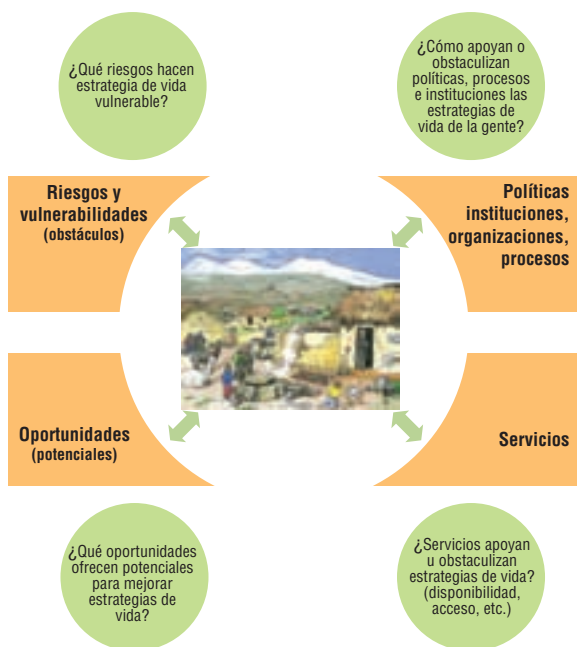 ¿Qué riesgos hacen
estrategia de vida
vulnerable?
¿Cómo apoyan o
obstaculizan
políticas, procesos
e instituciones las
estrategias de
vida de la gente?
Riesgos y
vulnerabilidades
(obstáculos)
Políticas
instituciones,
organizaciones,
procesos
Oportunidades
(potenciales)
Servicios
¿Qué oportunidades
ofrecen potenciales
para mejorar
estrategias de
vida?
¿Servicios apoyan
u obstaculizan
estrategias de vida?
(disponibilidad,
acceso, etc.)